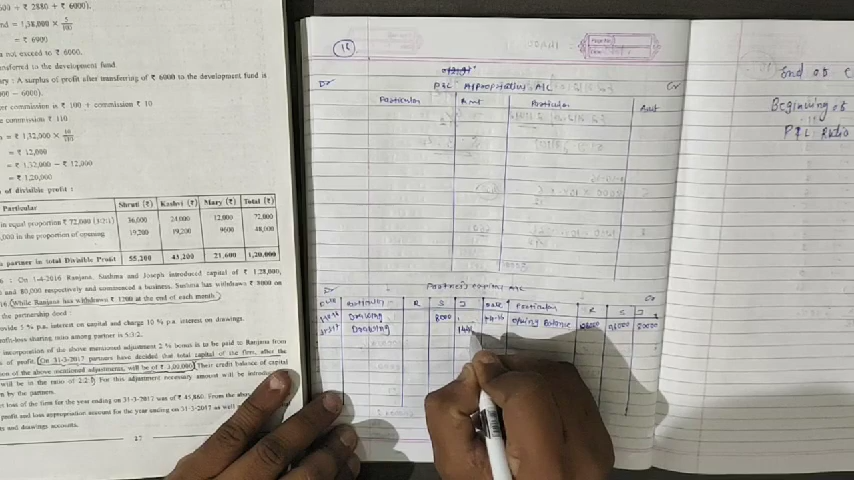 600 + ₹ 2880 + ₹ 6000)
nd = 1,38,000 × 5/100
= ₹ 6900
not exceed to ₹ 6000.
nsferred to the development fund
: A surplus of profit after transferring of ₹ 6000 to the development fund is
- 6000)
er commission is ₹ 100 + commission ₹ 10
commission ₹ 110
= ₹ 1,32,000 × 10/110
= ₹ 12,000
= ₹ 1,32,000 - ₹ 12,000
= ₹ 1,20,000
of divisible profit :
Particular Shruti (₹) Kashvi (₹) Mary (₹) Total (₹)
in equal proportion ₹ 72,000 (3:2:1) 36,000 24,000 12,000 72,000
,000 in the proportion of opening 19,200 19,200 9600 48,000
partner in total Divisible Profit 55,200 43,200 21,600 1,20,000
: On 1-4-2016 Ranjana, Sushma and Joseph introduced capital of ₹ 1,28,000,
and 80,000 respectively and commenced a business. Sushma has withdrawn ₹ 8000 on
16. While Ranjana has withdrawn ₹ 1200 at the end of each month.
provide 5 % p.a. interest on capital and charge 10 % p.a. interest on drawings.
profit-loss sharing ratio among partners is 5:3:2.
incorporation of the above mentioned adjustment 2 % bonus is to be paid to Ranjana from
of profit. On 31-3-2017 partners have decided that total capital of the firm, after the
of the above mentioned adjustments, will be of ₹ 3,00,000. Their credit balance of capital
will be in the ratio of 2:2:1. For this adjustment necessary amount will be
by the partners.
loss of the firm for the year ending on 31-3-2017 was of ₹ 45,860. From the
profit and loss appropriation account for the year ending on 31-3-2017 as well
and drawings accounts.
17
12
Dr P&L Appropriation A/C Cr
Particular Amt Particular Amt
Dr Partner's capital A/C Cr
Date Particular R S J Date Particular R S J
Drawing 8000 Opening Balance 96000 80000
Drawing 144
End of C
Beginning of
P&L Ratio